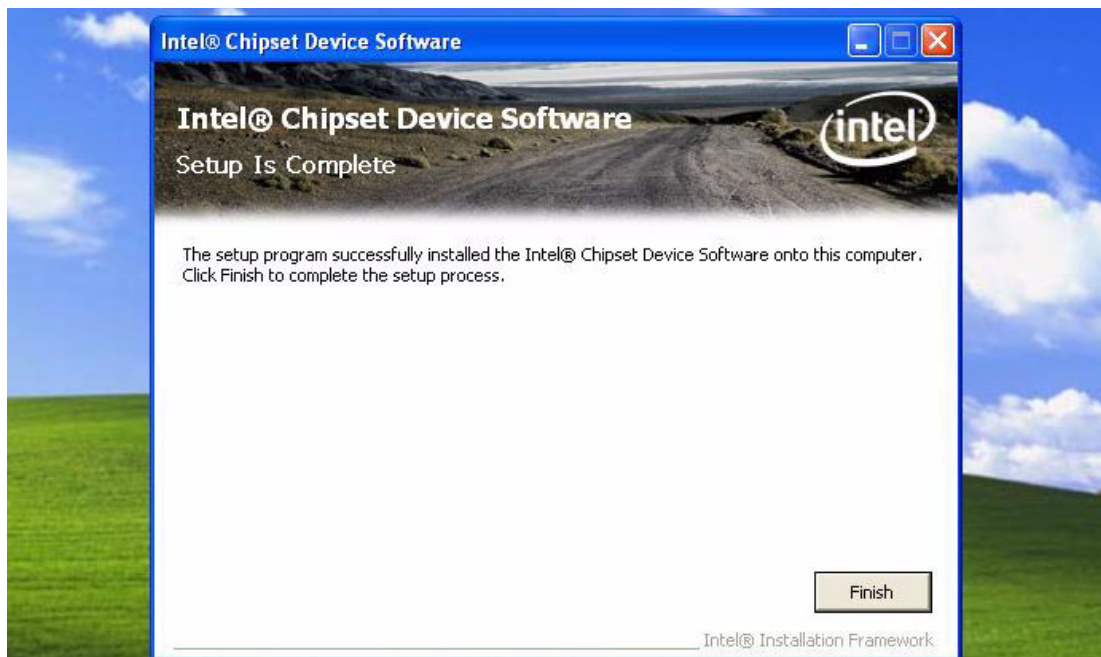 Intel® Chipset Device Software
Intel® Chipset Device Software
intel
Setup Is Complete
The setup program successfully installed the Intel® Chipset Device Software onto this computer.
Click Finish to complete the setup process.
Finish
Intel® Installation Framework